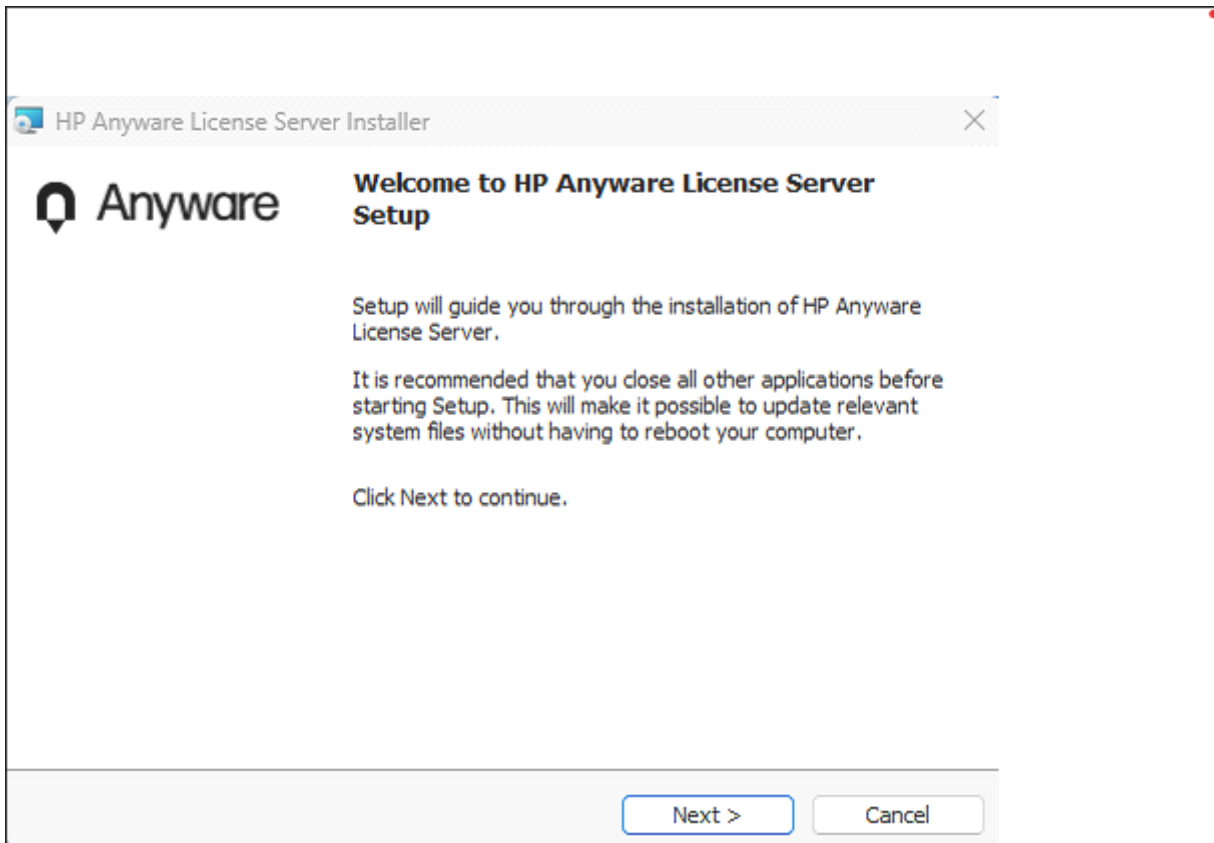 HP Anyware License Server Installer
Anyware
Welcome to HP Anyware License Server
Setup
Setup will guide you through the installation of HP Anyware
License Server.
It is recommended that you close all other applications before
starting Setup. This will make it possible to update relevant
system files without having to reboot your computer.
Click Next to continue.
Next >
Cancel